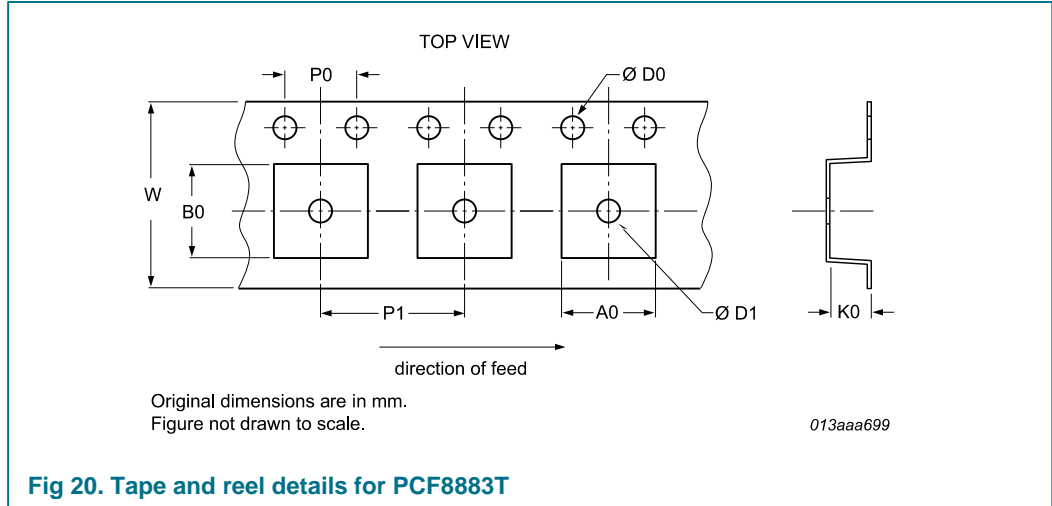 TOP VIEW
P0
Ø D0
W
B0
P1
A0
Ø D1
K0
direction of feed
Original dimensions are in mm.
Figure not drawn to scale.
013aaa699
Fig 20. Tape and reel details for PCF8883T